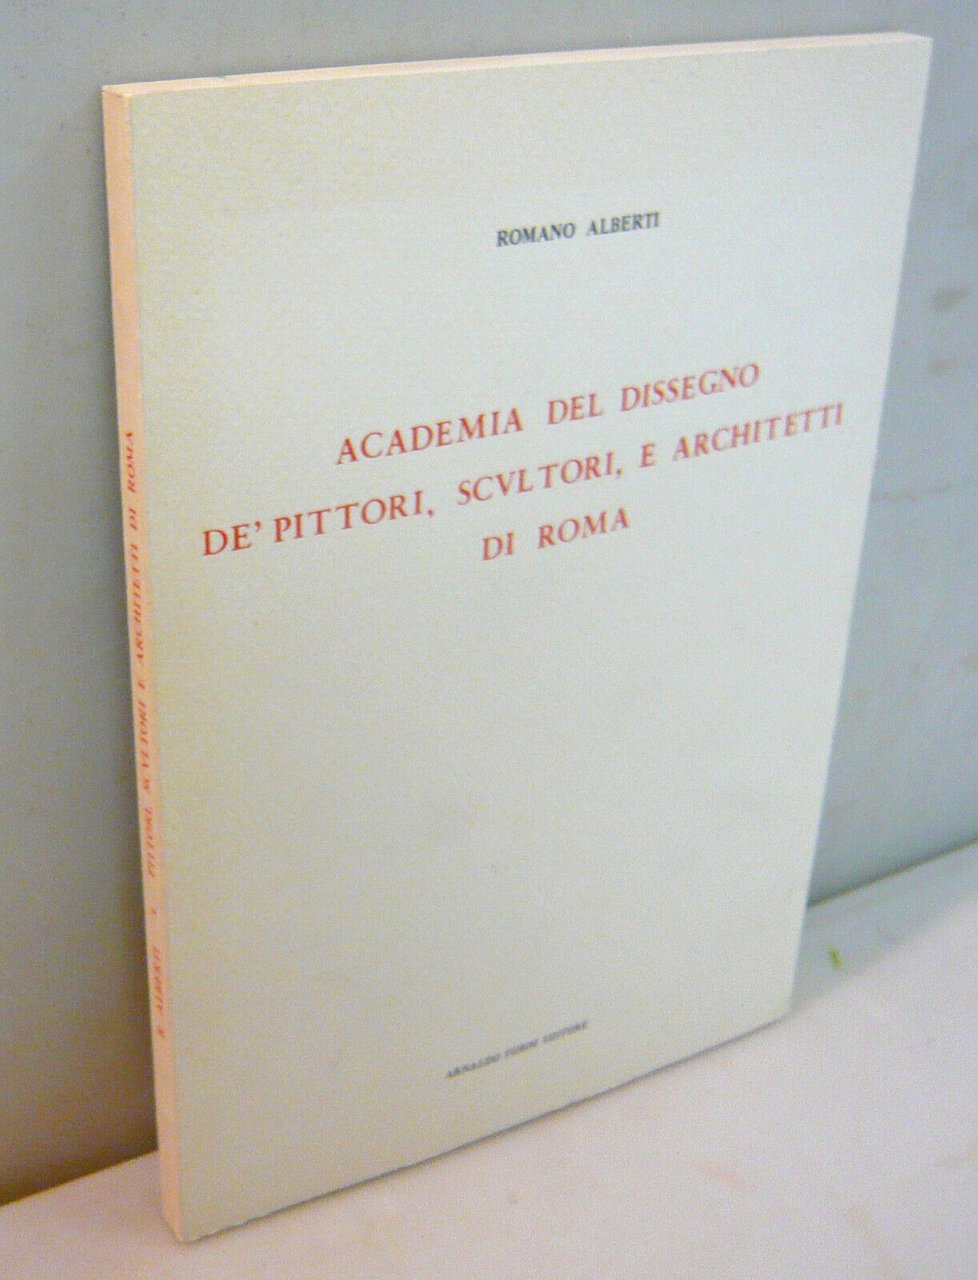 ROMANO ALBERTI
ACADEMIA DEL DISSEGNO
DE' PITTORI, SCVLTORI, E ARCHITETTI
DI ROMA
ARNALDO FORNI EDITORE
R. ALBERTI • PITTORI, SCVLTORI E ARCHITETTI DI ROMA